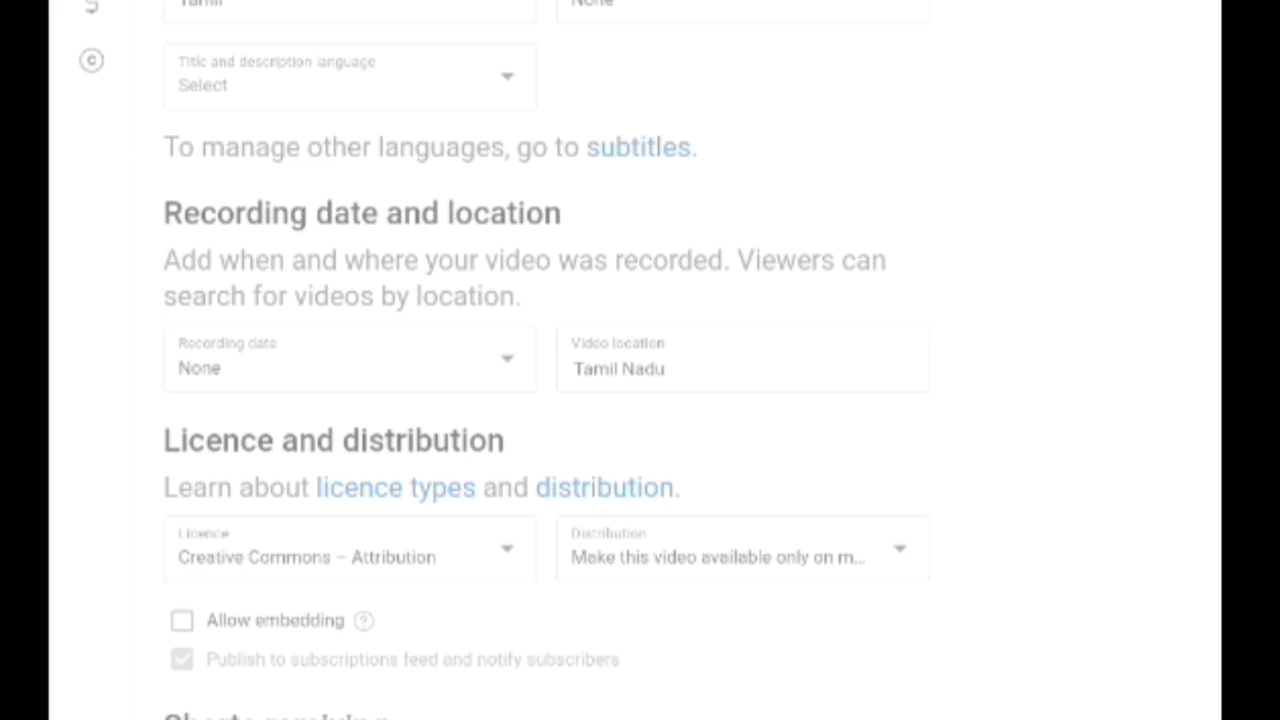 Tamil
None
Title and description language
Select
To manage other languages, go to subtitles.
Recording date and location
Add when and where your video was recorded. Viewers can
search for videos by location.
Recording date
None
Video location
Tamil Nadu
Licence and distribution
Learn about licence types and distribution.
Licence
Creative Commons – Attribution
Distribution
Make this video available only on m...
Allow embedding
Publish to subscriptions feed and notify subscribers